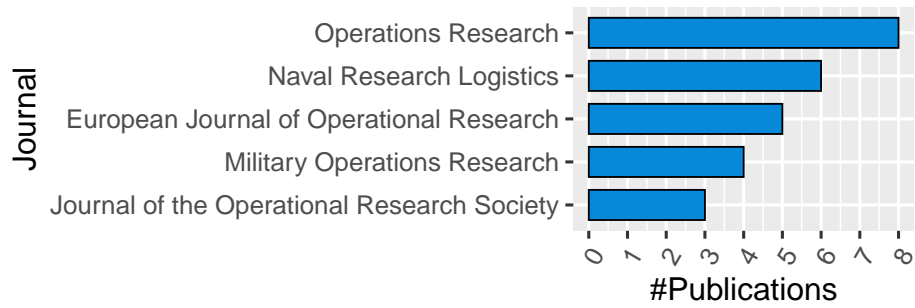 Journal
Operations Research
Naval Research Logistics
European Journal of Operational Research
Military Operations Research
Journal of the Operational Research Society
0 1 2 3 4 5 6 7 8
#Publications